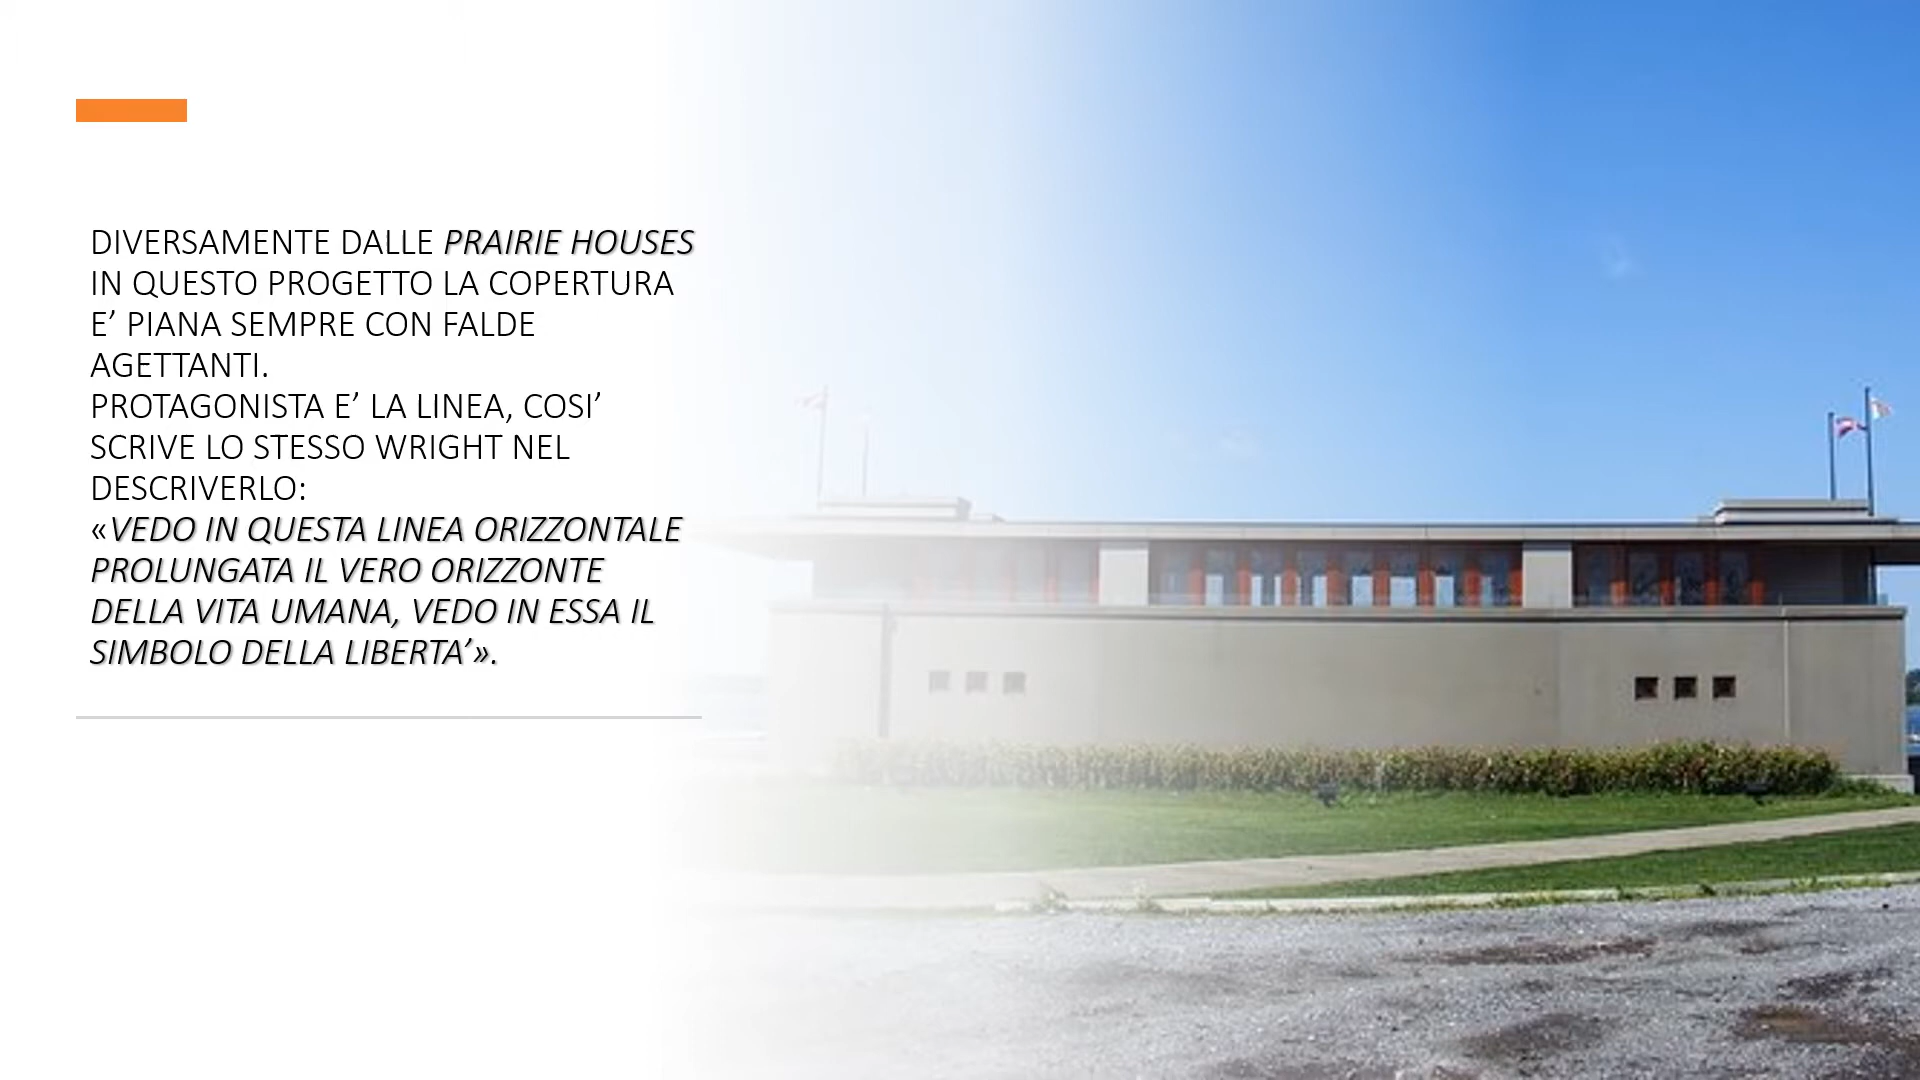 DIVERSAMENTE DALLE PRAIRIE HOUSES
IN QUESTO PROGETTO LA COPERTURA
E’ PIANA SEMPRE CON FALDE
AGETTANTI.
PROTAGONISTA E’ LA LINEA, COSI’
SCRIVE LO STESSO WRIGHT NEL
DESCRIVERLO:
«VEDO IN QUESTA LINEA ORIZZONTALE
PROLUNGATA IL VERO ORIZZONTE
DELLA VITA UMANA, VEDO IN ESSA IL
SIMBOLO DELLA LIBERTA’».